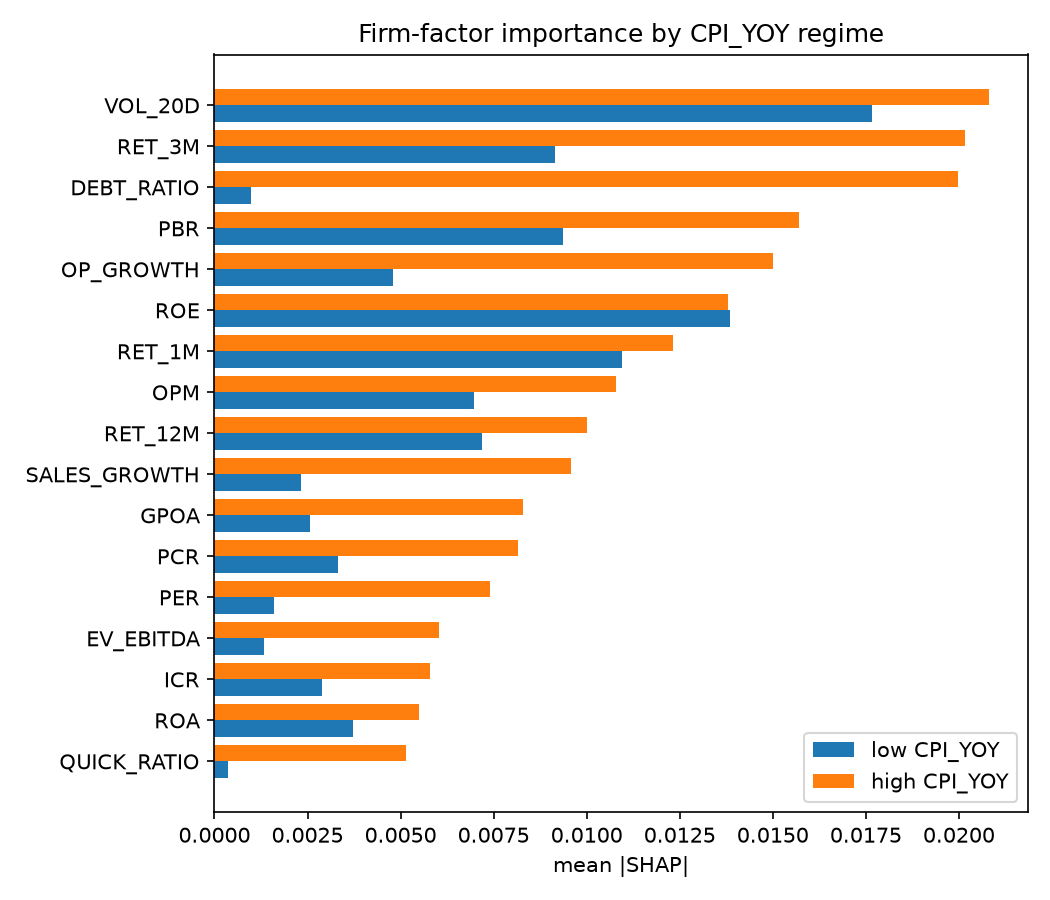 Firm-factor importance by CPI_YOY regime
VOL_20D
RET_3M
DEBT_RATIO
PBR
OP_GROWTH
ROE
RET_1M
OPM
RET_12M
SALES_GROWTH
GPOA
PCR
PER
EV_EBITDA
ICR
ROA
QUICK_RATIO
low CPI_YOY
high CPI_YOY
0.0000 0.0025 0.0050 0.0075 0.0100 0.0125 0.0150 0.0175 0.0200
mean |SHAP|